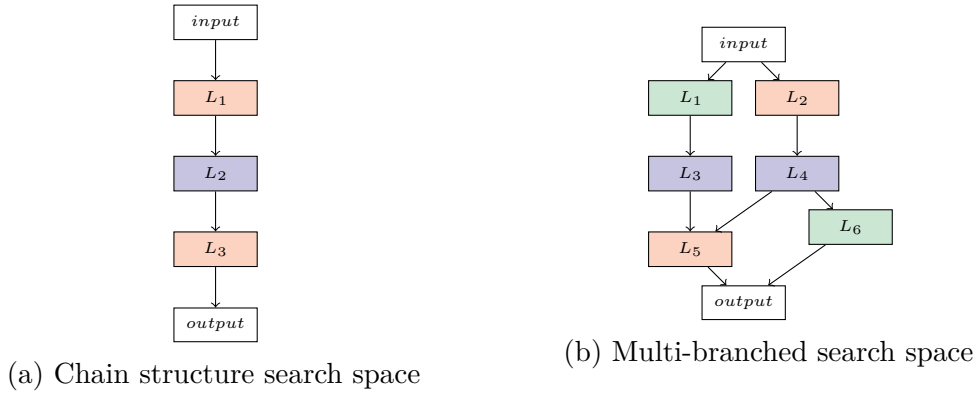 input
L1
L2
L3
output
(a) Chain structure search space
input
L1 L2
L3 L4
L6
L5
output
(b) Multi-branched search space